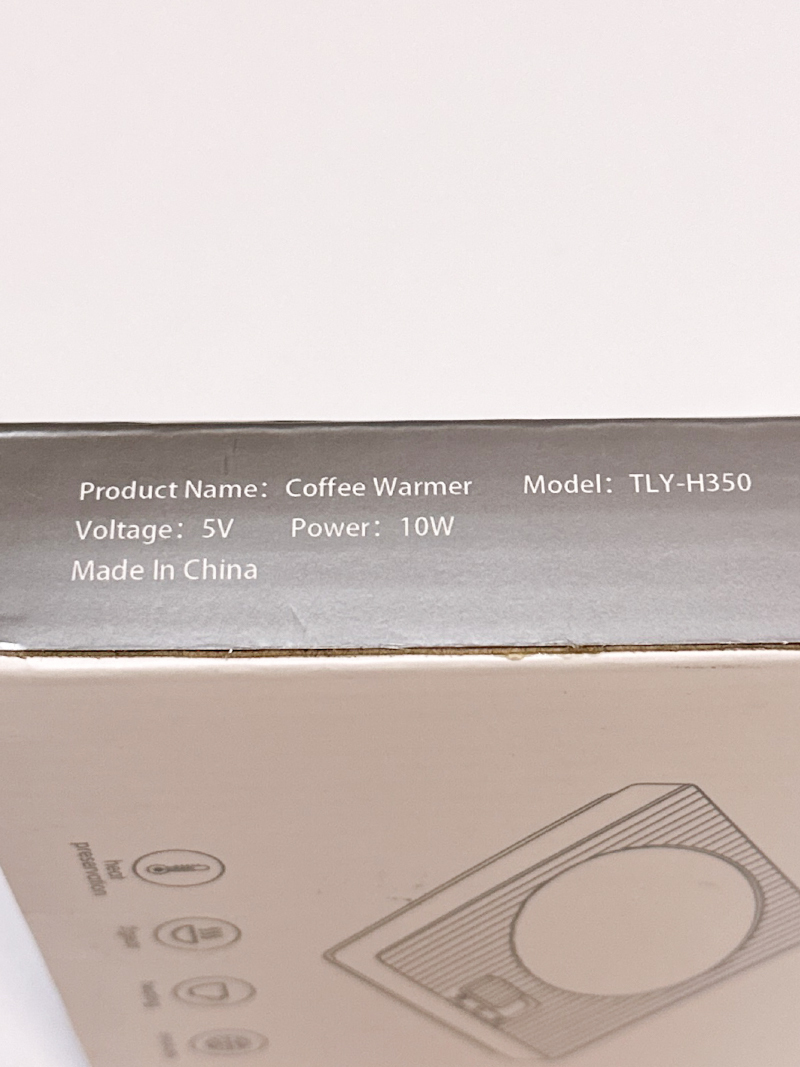 Product Name： Coffee Warmer Model： TLY-H350
Voltage： 5V Power： 10W
Made In China
heat
preservation